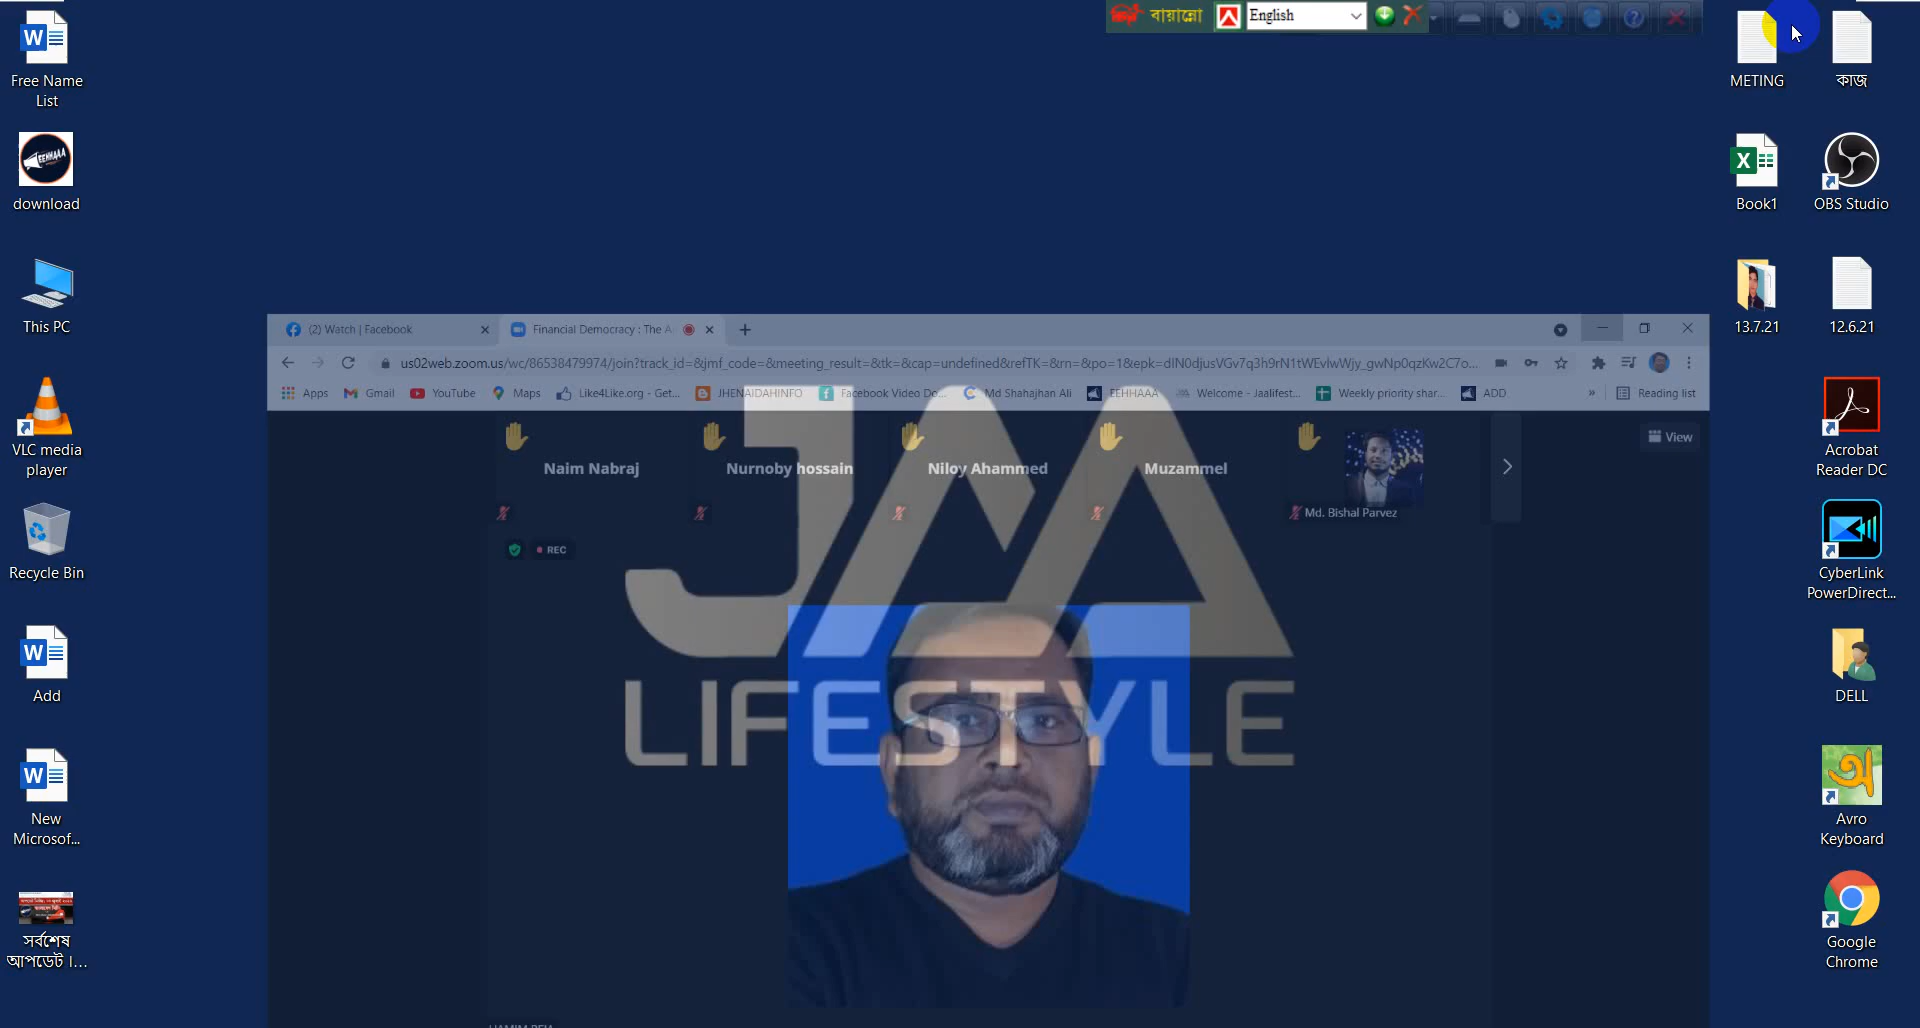 Free Name
List
download
This PC
VLC media
player
Recycle Bin
Add
New
Microsof...
সর্বশেষ
আপডেট ।...
বায়ান্নো
English
(2) Watch | Facebook
Financial Democracy : The A
us02web.zoom.us/wc/86538479974/join?track_id=&jmf_code=&meeting_result=&tk=&cap=undefined&refTK=&rn=&po=1&epk=dIN0djusVGv7q3h9rN1tWEvlwWjy_gwNp0qzKw2C7o...
Apps
Gmail
YouTube
Maps
Like4Like.org - Get...
JHENAIDAHINFO
Facebook Video Do...
Md Shahajhan Ali
EEHHAAA
Welcome - Jaalifest...
Weekly priority shar...
ADD
»
Reading list
Naim Nabraj
Nurnoby hossain
Niloy Ahammed
Muzammel
Md. Bishal Parvez
View
REC
JAA
LIFESTYLE
METING
কাজ
Book1
OBS Studio
13.7.21
12.6.21
Acrobat
Reader DC
CyberLink
PowerDirect...
DELL
Avro
Keyboard
Google
Chrome